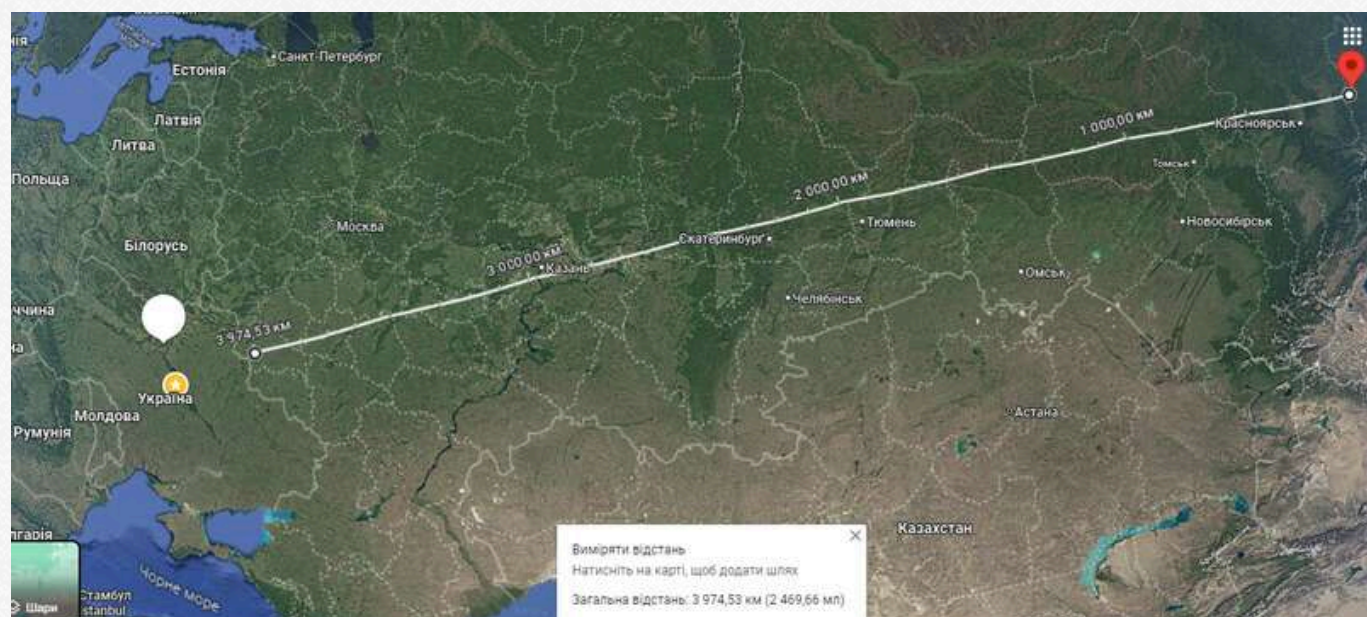 Санкт-Петербург
Естонія
Латвія
Литва
Польща
Москва
Білорусь
1 000,00 км
Красноярськ
Томськ
2 000,00 км
Тюмень
Новосибірськ
Єкатеринбург
3 000,00 км
Казань
Омськ
Челябінськ
3 974,53 км
Україна
Молдова
Румунія
Астана
Казахстан
Чорне море
Стамбул
Istanbul
Шари
Виміряти відстань
Натисніть на карті, щоб додати шлях
Загальна відстань: 3 974,53 км (2 469,66 мл)